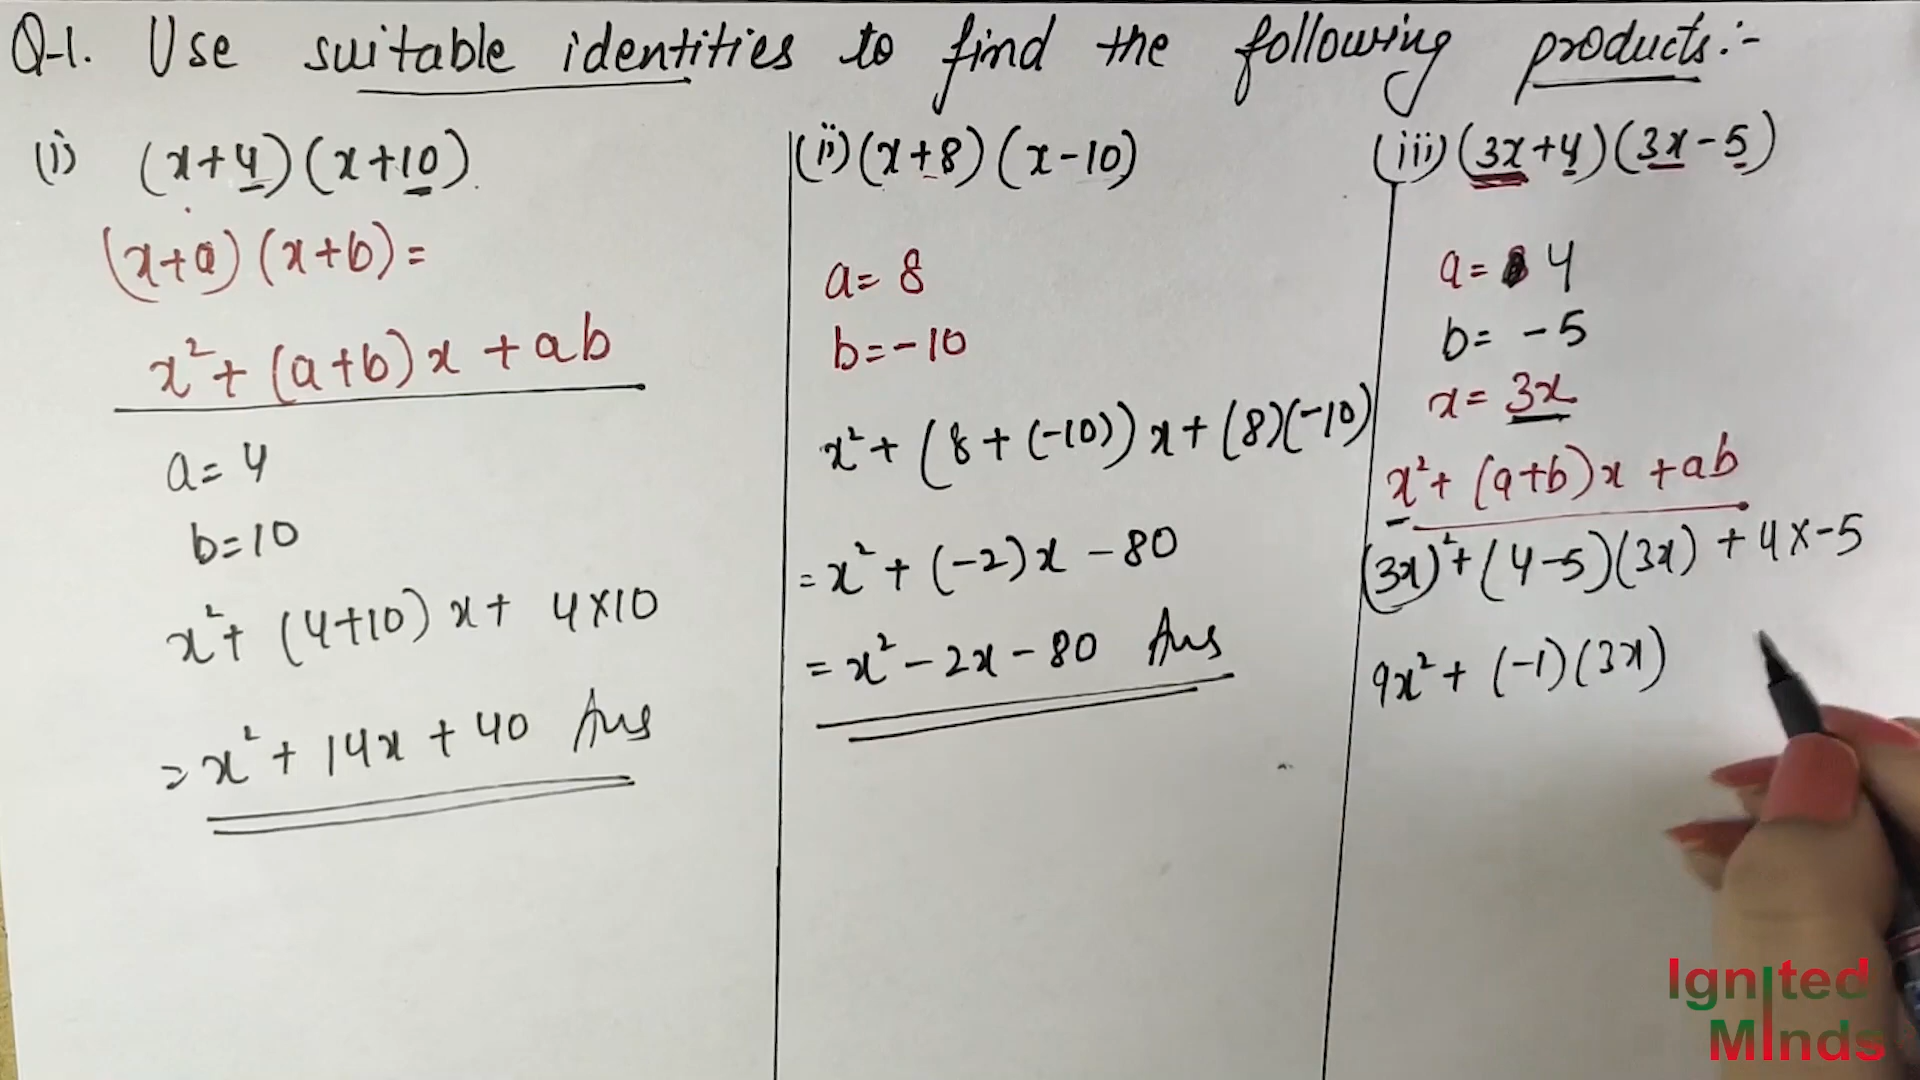 Q-1. Use suitable identities to find the following products:-
(i) (x+4)(x+10).
(x+a)(x+b)=
x²+(a+b)x+ab
a=4
b=10
x²+(4+10)x+4×10
=x²+14x+40 Ans
(ii)(x+8)(x-10)
a=8
b=-10
x²+(8+(-10))x+(8)(-10)
=x²+(-2)x-80
=x²-2x-80 Ans
(iii)(3x+4)(3x-5)
a=4
b=-5
x=3x
x²+(a+b)x+ab
(3x)²+(4-5)(3x)+4×-5
9x²+(-1)(3x)
Ignited
Minds